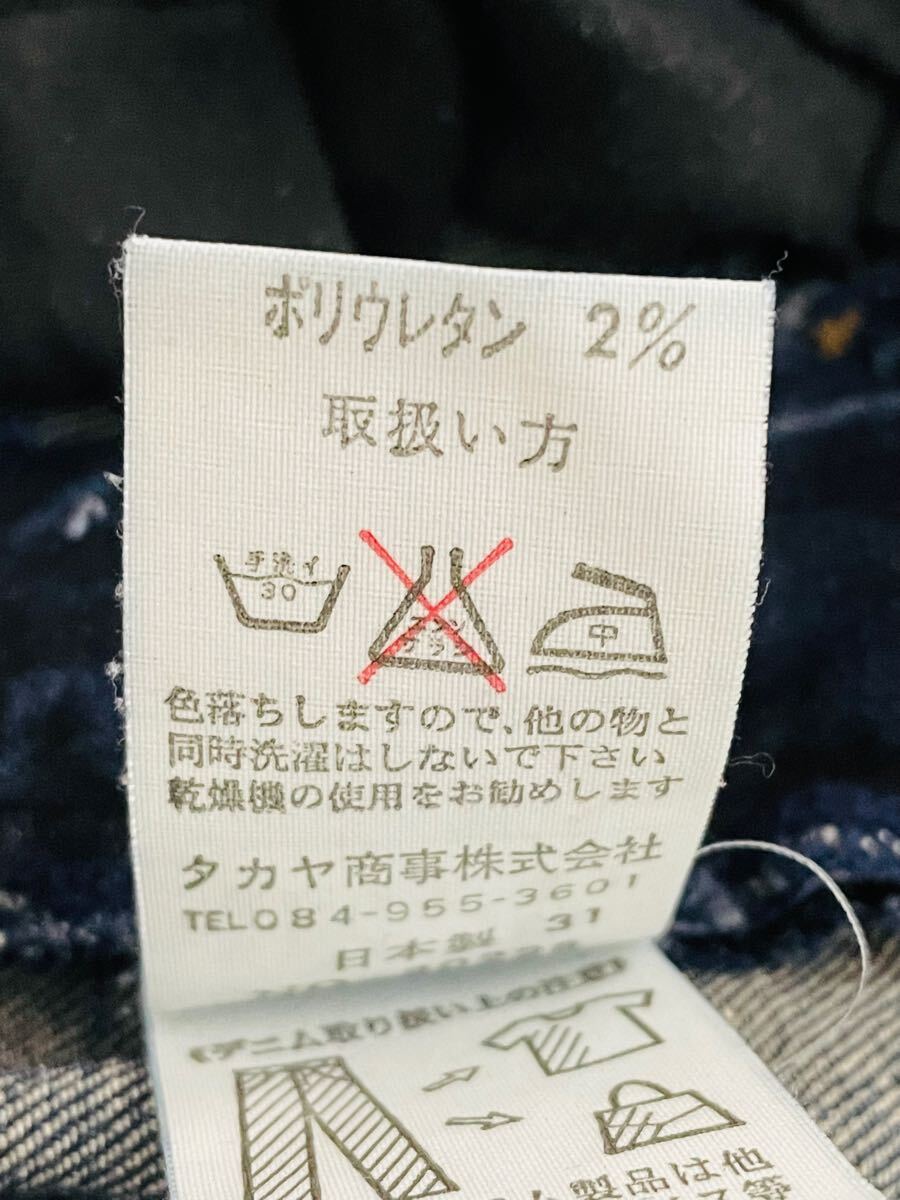 ポリウレタン 2%
取扱い方
手洗イ
30
中
色落ちしますので、他の物と
同時洗濯はしないで下さい
乾燥機の使用をお勧めします
タカヤ商事株式会社
TEL084-955-3601
日本製 31
デニム取り扱い上の注意
製品は他